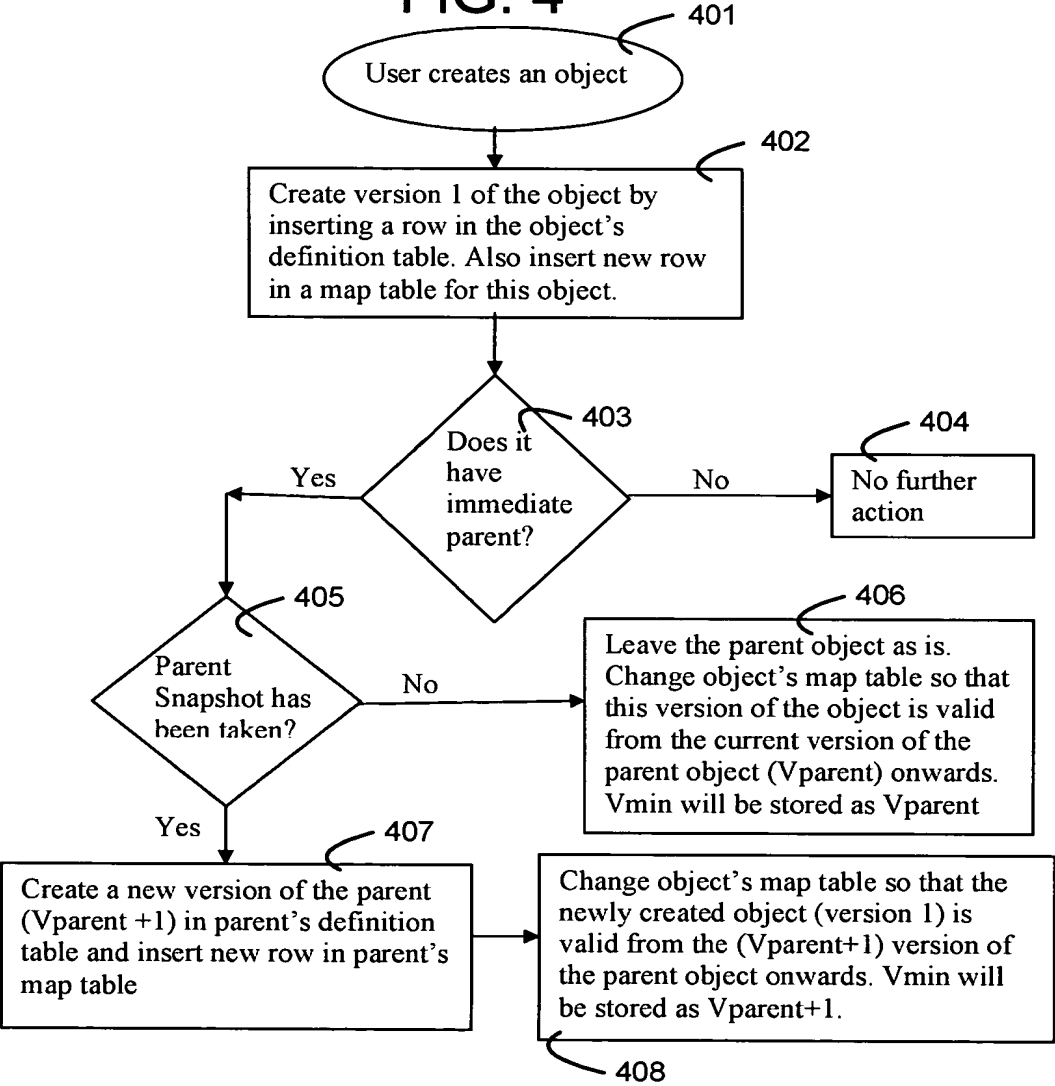 FIG. 4
401
User creates an object
402
Create version 1 of the object by
inserting a row in the object's
definition table. Also insert new row
in a map table for this object.
403
Does it
have
immediate
parent?
Yes
No
404
No further
action
405
Parent
Snapshot has
been taken?
No
406
Leave the parent object as is.
Change object's map table so that
this version of the object is valid
from the current version of the
parent object (Vparent) onwards.
Vmin will be stored as Vparent
Yes
407
Create a new version of the parent
(Vparent +1) in parent's definition
table and insert new row in parent's
map table
Change object's map table so that the
newly created object (version 1) is
valid from the (Vparent+1) version of
the parent object onwards. Vmin will
be stored as Vparent+1.
408